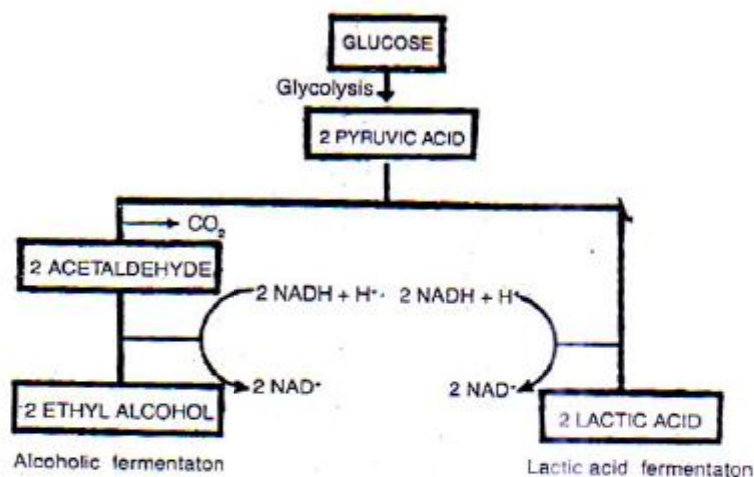 GLUCOSE
Glycolysis
2 PYRUVIC ACID
CO₂
2 ACETALDEHYDE
2 NADH + H⁺ · 2 NADH + H⁺
2 NAD⁺ 2 NAD⁺
2 ETHYL ALCOHOL 2 LACTIC ACID
Alcoholic fermentaton Lactic acid fermentaton